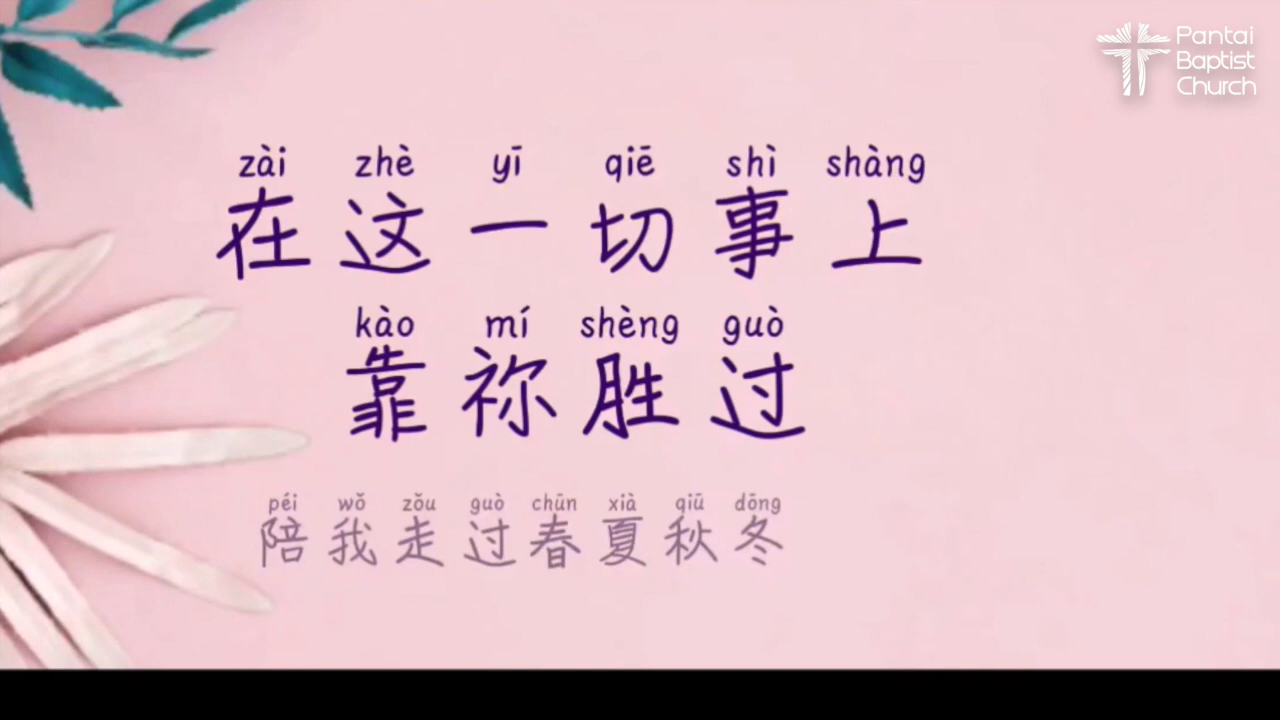 Pantai
Baptist
Church
zài zhè yī qiē shì shàng
在这一切事上
kào mí shèng guò
靠祢胜过
péi wǒ zǒu guò chūn xià qiū dōng
陪我走过春夏秋冬